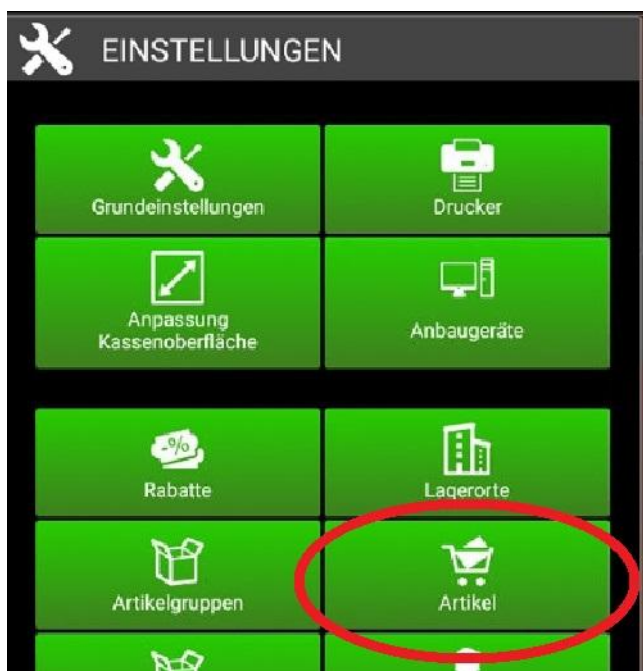 EINSTELLUNGEN
Grundeinstellungen
Drucker
Anpassung
Kassenoberfläche
Anbaugeräte
-%
Rabatte
Lagerorte
Artikelgruppen
Artikel